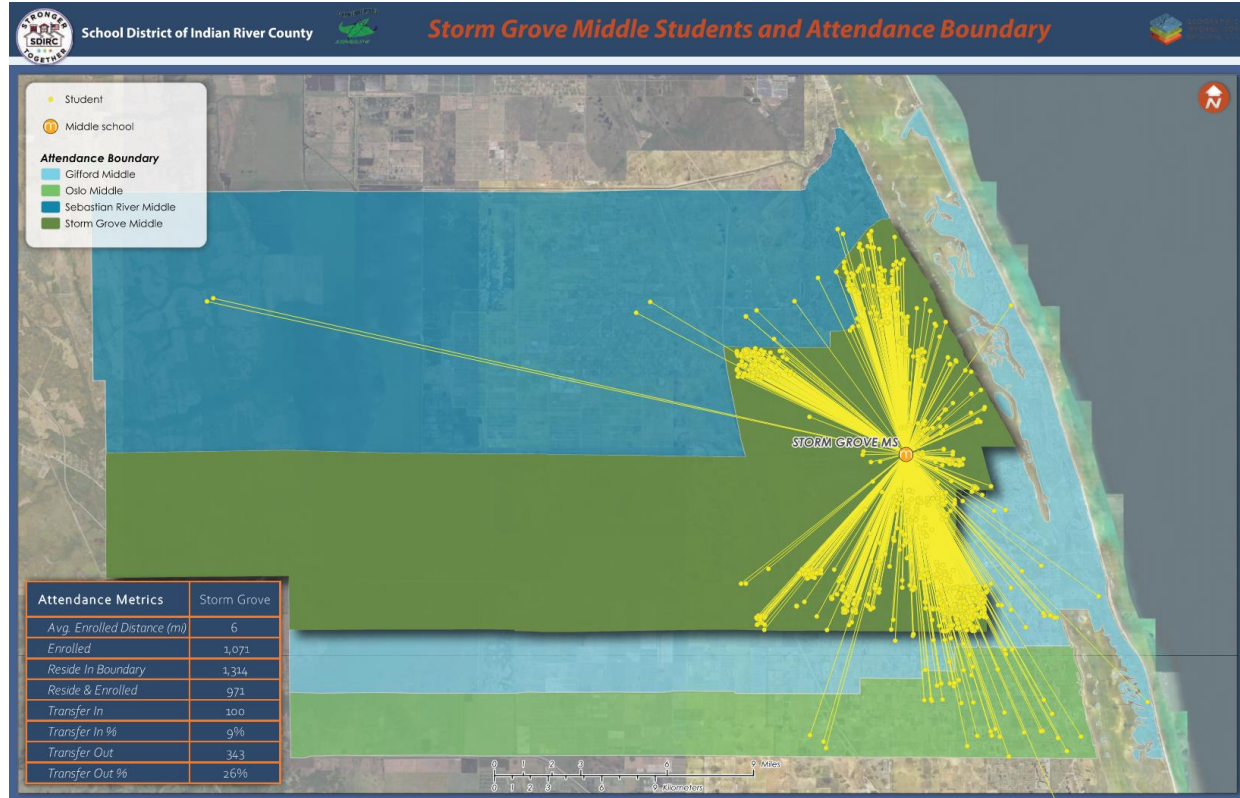 STRONGER
SDIRC
TOGETHER
School District of Indian River County
Storm Grove Middle Students and Attendance Boundary
Student
Middle school
Attendance Boundary
Gifford Middle
Oslo Middle
Sebastian River Middle
Storm Grove Middle
N
STORM GROVE MS
m
Attendance Metrics Storm Grove
Avg. Enrolled Distance (mi) 6
Enrolled 1,071
Reside In Boundary 1,314
Reside & Enrolled 971
Transfer In 100
Transfer In % 9%
Transfer Out 343
Transfer Out % 26%
0 1 2 3 6 9 Miles
0 1 2 3 6 9 Kilometers